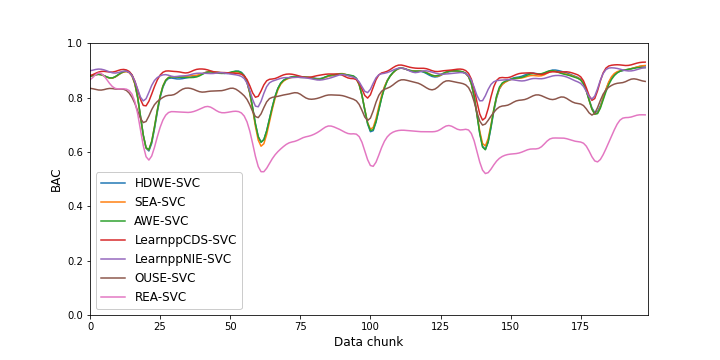 1.0
0.8
0.6
0.4
0.2
0.0
BAC
HDWE-SVC
SEA-SVC
AWE-SVC
LearnppCDS-SVC
LearnppNIE-SVC
OUSE-SVC
REA-SVC
0 25 50 75 100 125 150 175
Data chunk